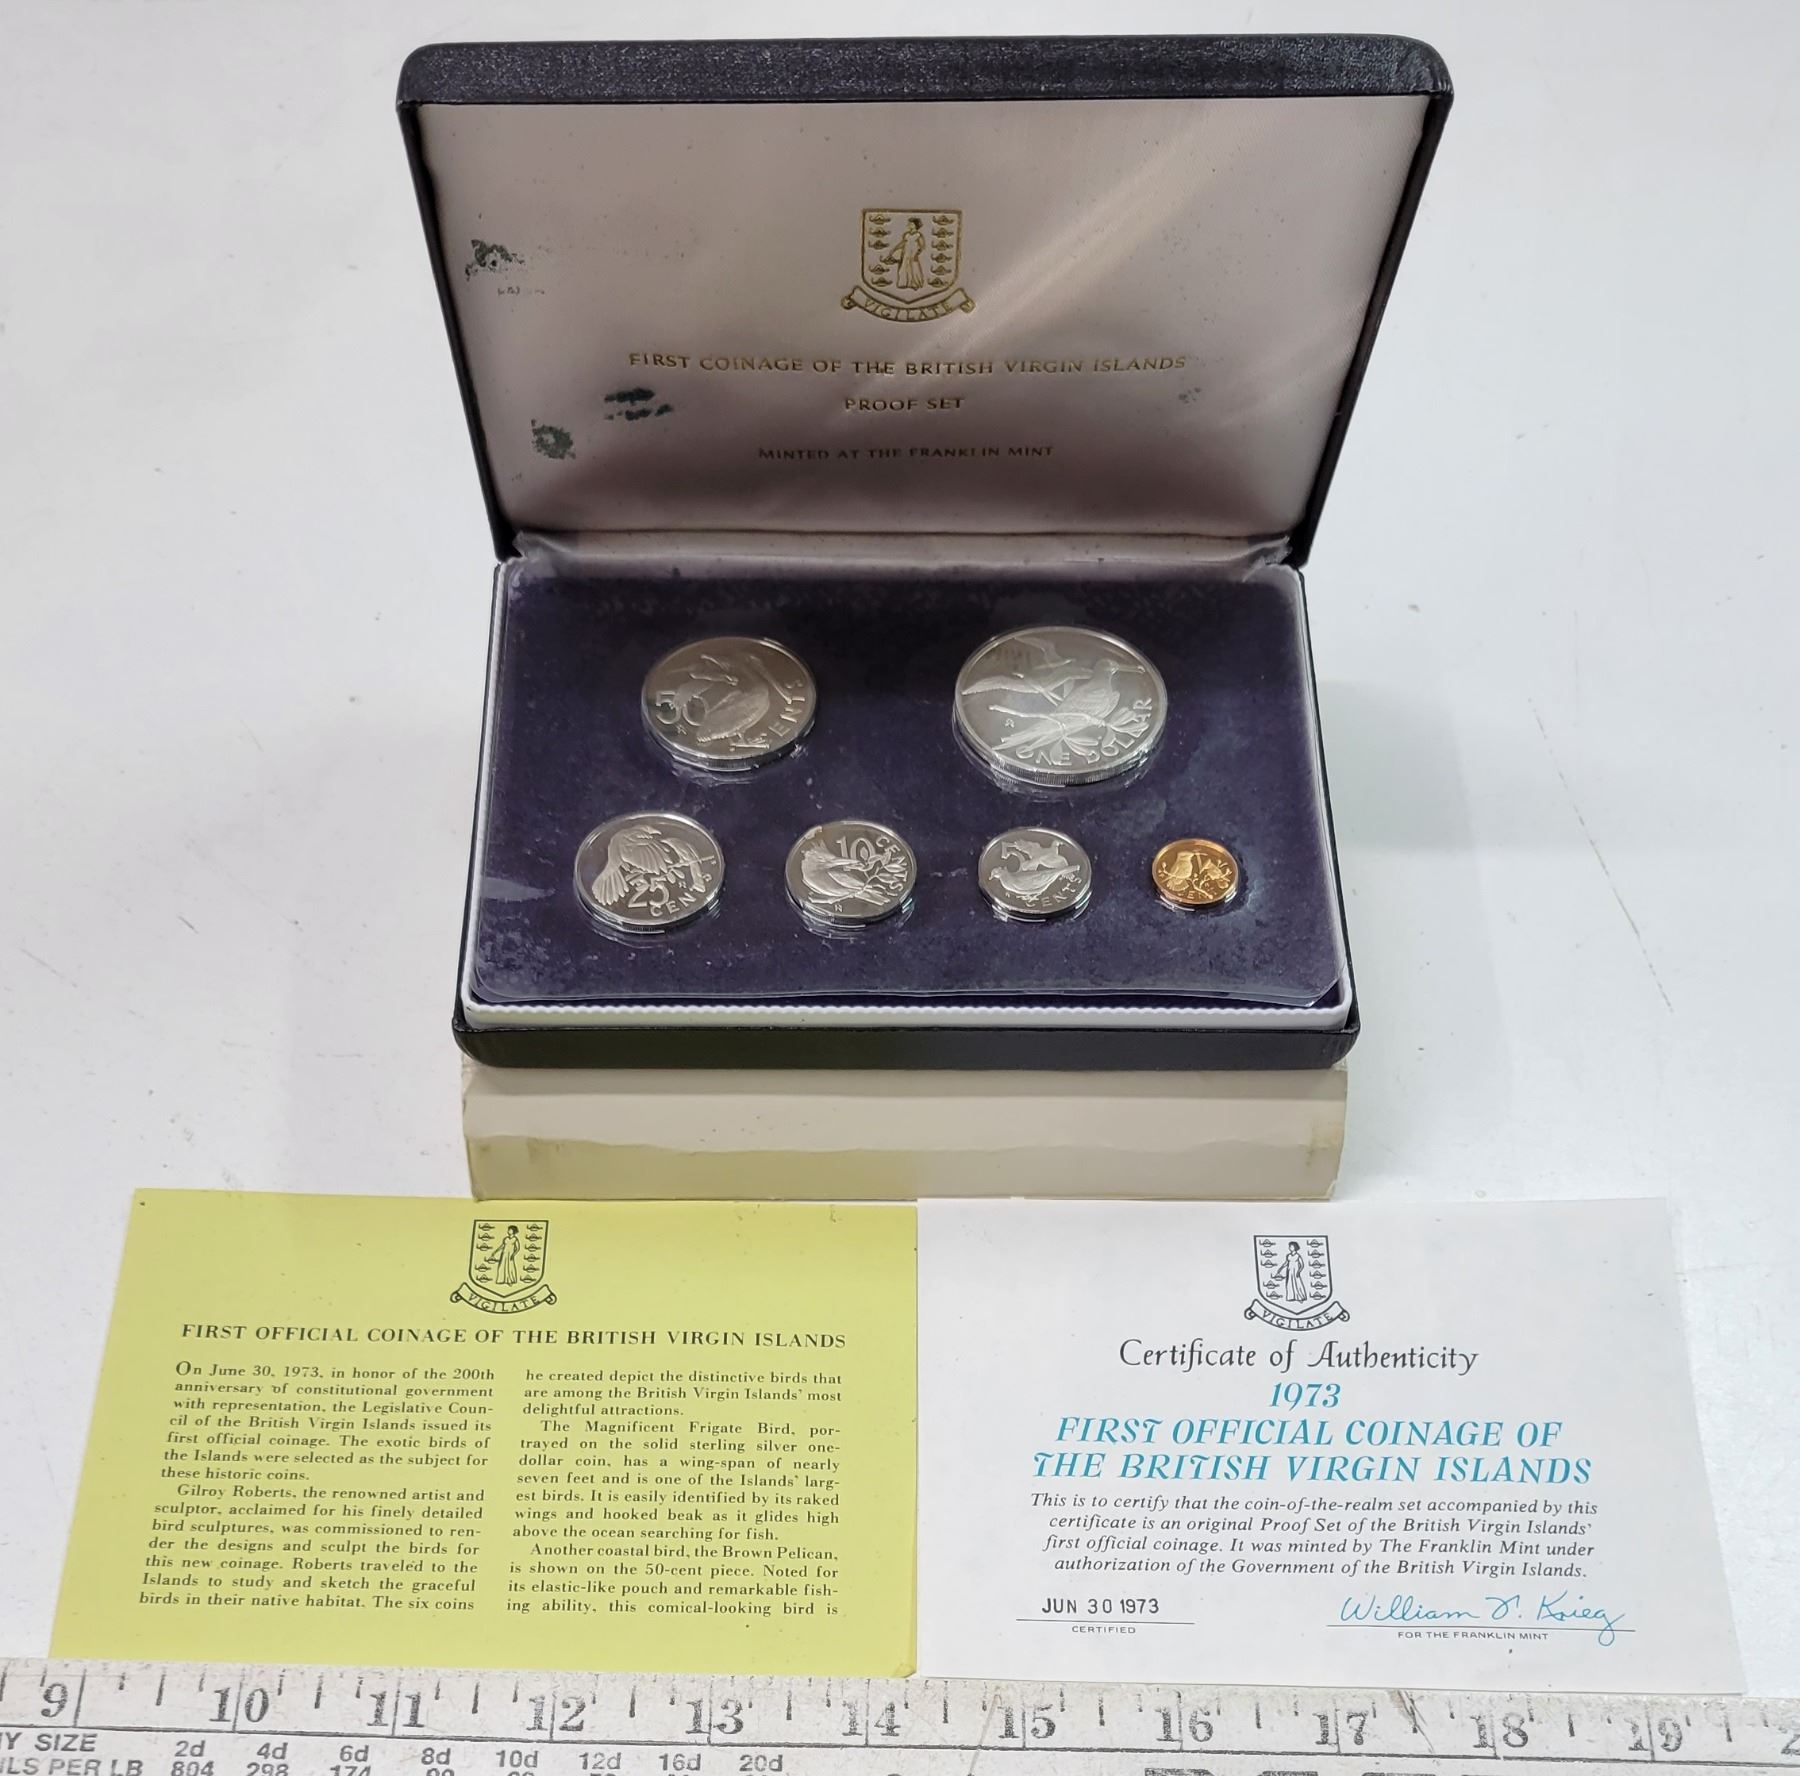 VIGILATE
FIRST COINAGE OF THE BRITISH VIRGIN ISLANDS
PROOF SET
MINTED AT THE FRANKLIN MINT
50 CENTS
ONE DOLLAR
25 CENTS
10 CENTS
5 CENTS
VIGILATE
FIRST OFFICIAL COINAGE OF THE BRITISH VIRGIN ISLANDS
On June 30, 1973, in honor of the 200th
anniversary of constitutional government
with representation, the Legislative Coun-
cil of the British Virgin Islands issued its
first official coinage. The exotic birds of
the Islands were selected as the subject for
these historic coins.
Gilroy Roberts, the renowned artist and
sculptor, acclaimed for his finely detailed
bird sculptures, was commissioned to ren-
der the designs and sculpt the birds for
this new coinage. Roberts traveled to the
Islands to study and sketch the graceful
birds in their native habitat. The six coins
he created depict the distinctive birds that
are among the British Virgin Islands' most
delightful attractions.
The Magnificent Frigate Bird, por-
trayed on the solid sterling silver one-
dollar coin, has a wing-span of nearly
seven feet and is one of the Islands' larg-
est birds. It is easily identified by its raked
wings and hooked beak as it glides high
above the ocean searching for fish.
Another coastal bird, the Brown Pelican,
is shown on the 50-cent piece. Noted for
its elastic-like pouch and remarkable fish-
ing ability, this comical-looking bird is
VIGILATE
Certificate of Authenticity
1973
FIRST OFFICIAL COINAGE OF
THE BRITISH VIRGIN ISLANDS
This is to certify that the coin-of-the-realm set accompanied by this
certificate is an original Proof Set of the British Virgin Islands'
first official coinage. It was minted by The Franklin Mint under
authorization of the Government of the British Virgin Islands.
JUN 30 1973
CERTIFIED
William T. Krieg
FOR THE FRANKLIN MINT
9 10 11 12 13 14 15 16 17 18 19
SIZE 2d 4d 6d 8d 10d 12d 16d 20d
PER LB 804 298 174